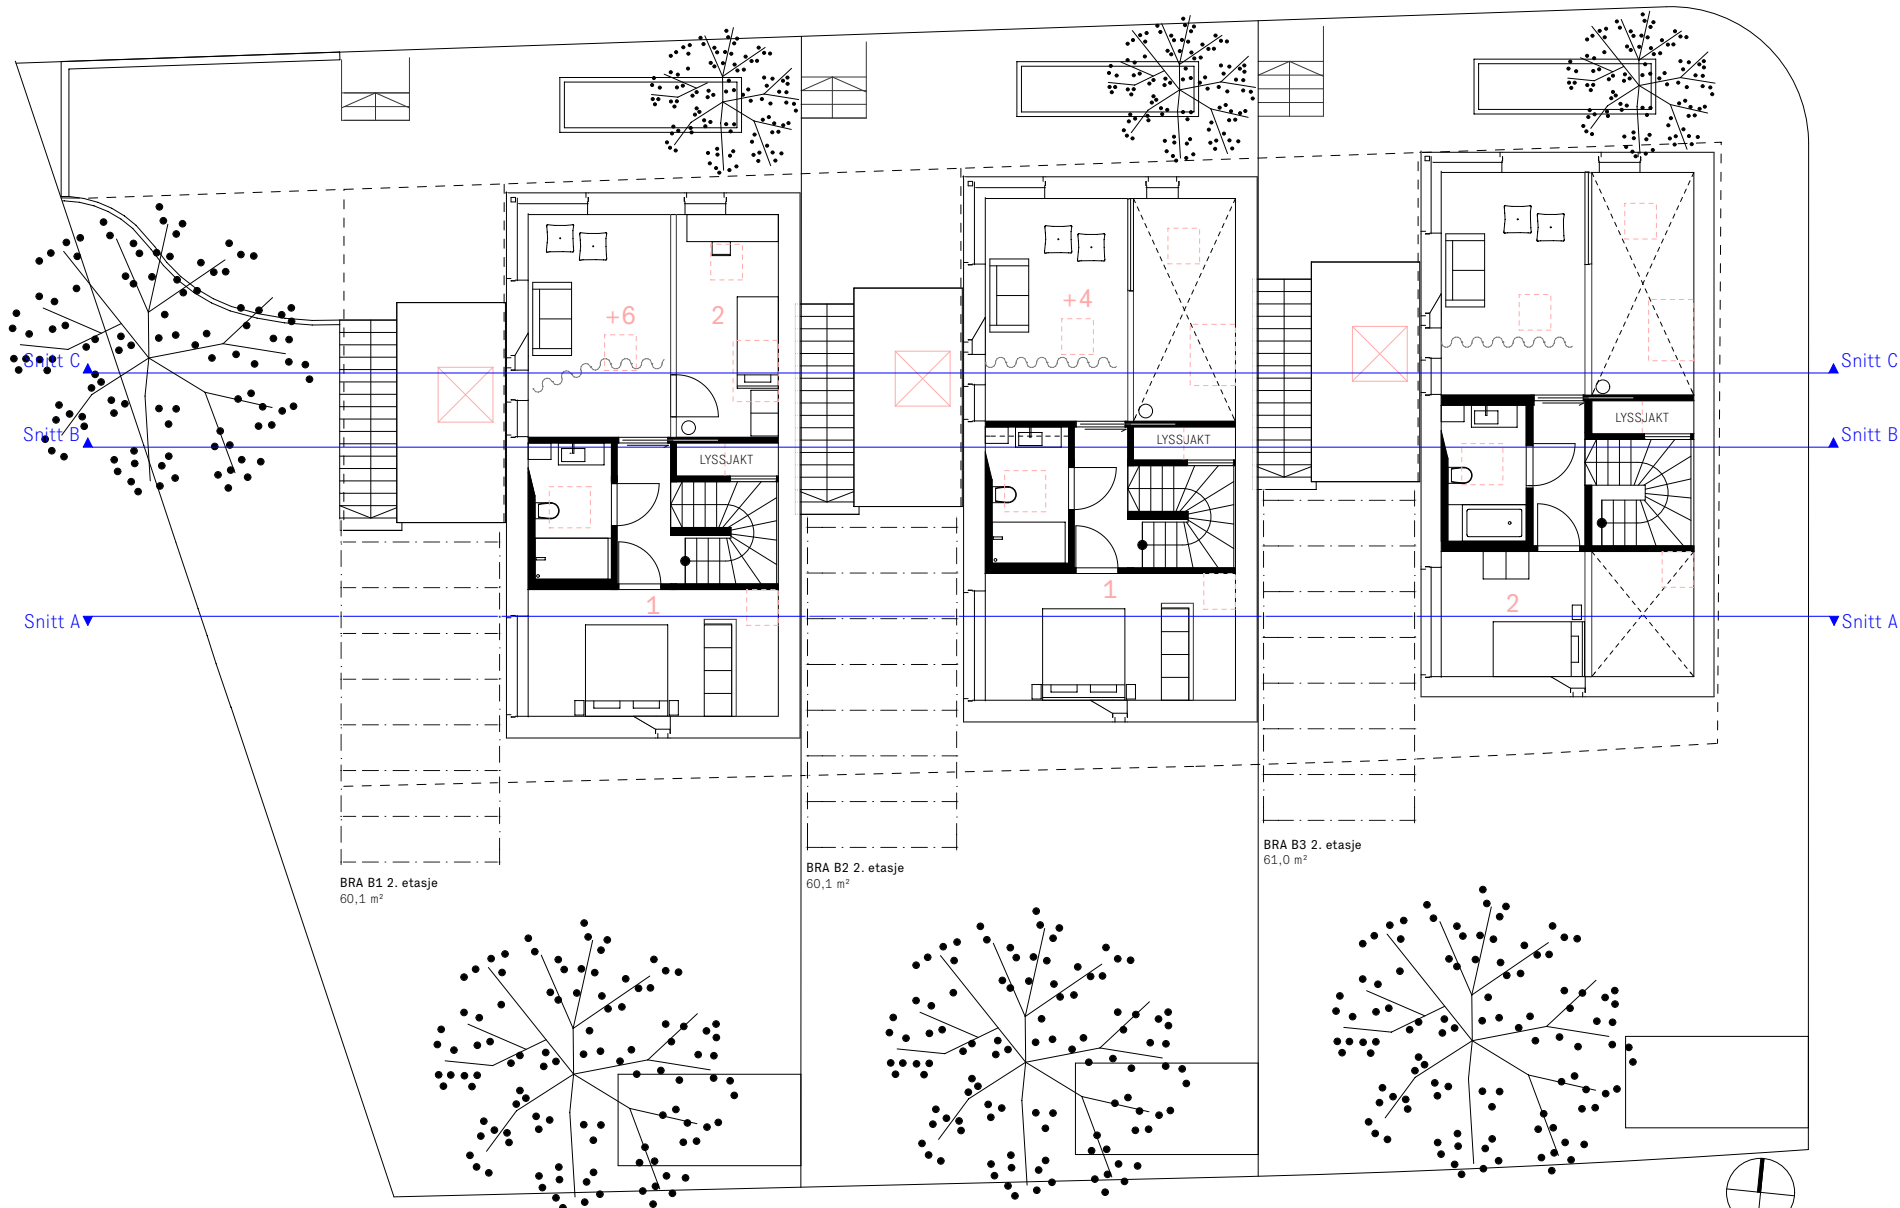 +6
2
+4
Snitt C
Snitt C
Snitt B
Snitt B
LYSSJAKT
LYSSJAKT
LYSSJAKT
1
1
2
Snitt A
Snitt A
BRA B1 2. etasje
60,1 m²
BRA B2 2. etasje
60,1 m²
BRA B3 2. etasje
61,0 m²